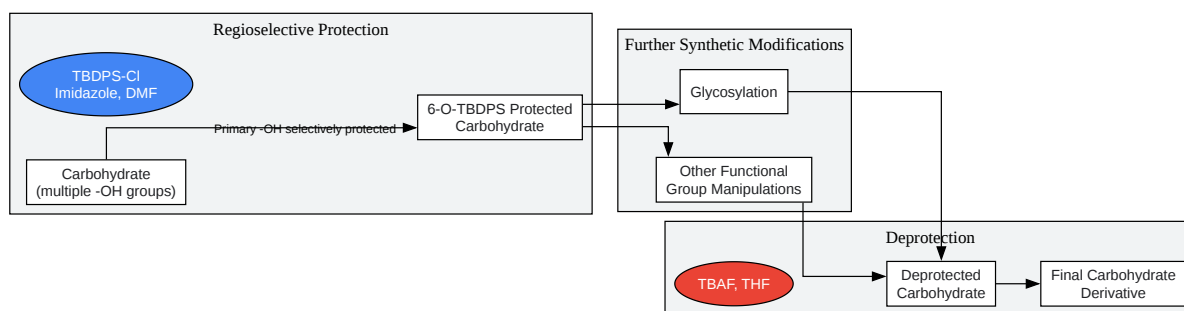 Regioselective Protection
TBDPS-Cl
Imidazole, DMF
Primary -OH selectively protected
Carbohydrate
(multiple -OH groups)
6-O-TBDPS Protected
Carbohydrate
Further Synthetic Modifications
Glycosylation
Other Functional
Group Manipulations
Deprotection
TBAF, THF
Deprotected
Carbohydrate
Final Carbohydrate
Derivative